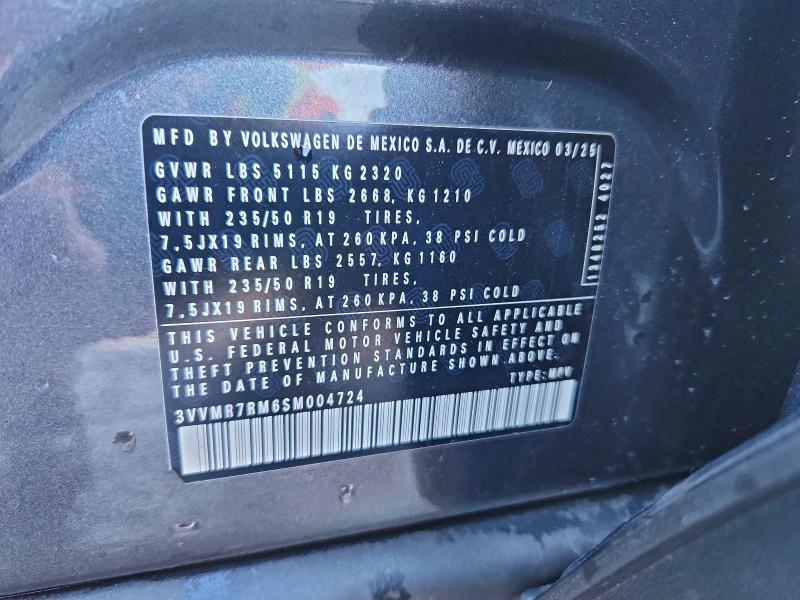 MFD BY VOLKSWAGEN DE MEXICO S.A. DE C.V. MEXICO 03/25
GVWR LBS 5115 KG 2320
GAWR FRONT LBS 2668, KG 1210
WITH 235/50 R19 TIRES,
7,5JX19 RIMS, AT 260 KPA, 38 PSI COLD
GAWR REAR LBS 2557, KG 1160
WITH 235/50 R19 TIRES,
7,5JX19 RIMS, AT 260 KPA, 38 PSI COLD
THIS VEHICLE CONFORMS TO ALL APPLICABLE
U.S. FEDERAL MOTOR VEHICLE SAFETY AND
THEFT PREVENTION STANDARDS IN EFFECT ON
THE DATE OF MANUFACTURE SHOWN ABOVE.
TYPE:MPV
3VVMR7RM6SM004724
4027